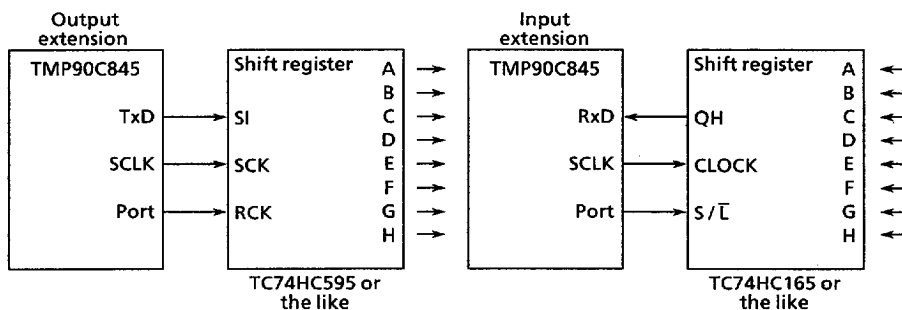 Output
extension
TMP90C845
TxD
SCLK
Port
Shift register
SI
SCK
RCK
A
B
C
D
E
F
G
H
TC74HC595 or
the like
Input
extension
TMP90C845
RxD
SCLK
Port
Shift register
QH
CLOCK
S/L̅
A
B
C
D
E
F
G
H
TC74HC165 or
the like